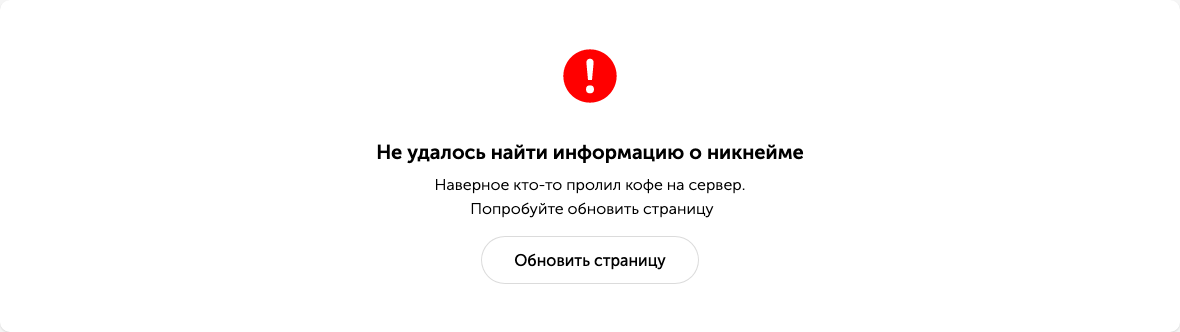 Не удалось найти информацию о никнейме
Наверное кто-то пролил кофе на сервер.
Попробуйте обновить страницу
Обновить страницу